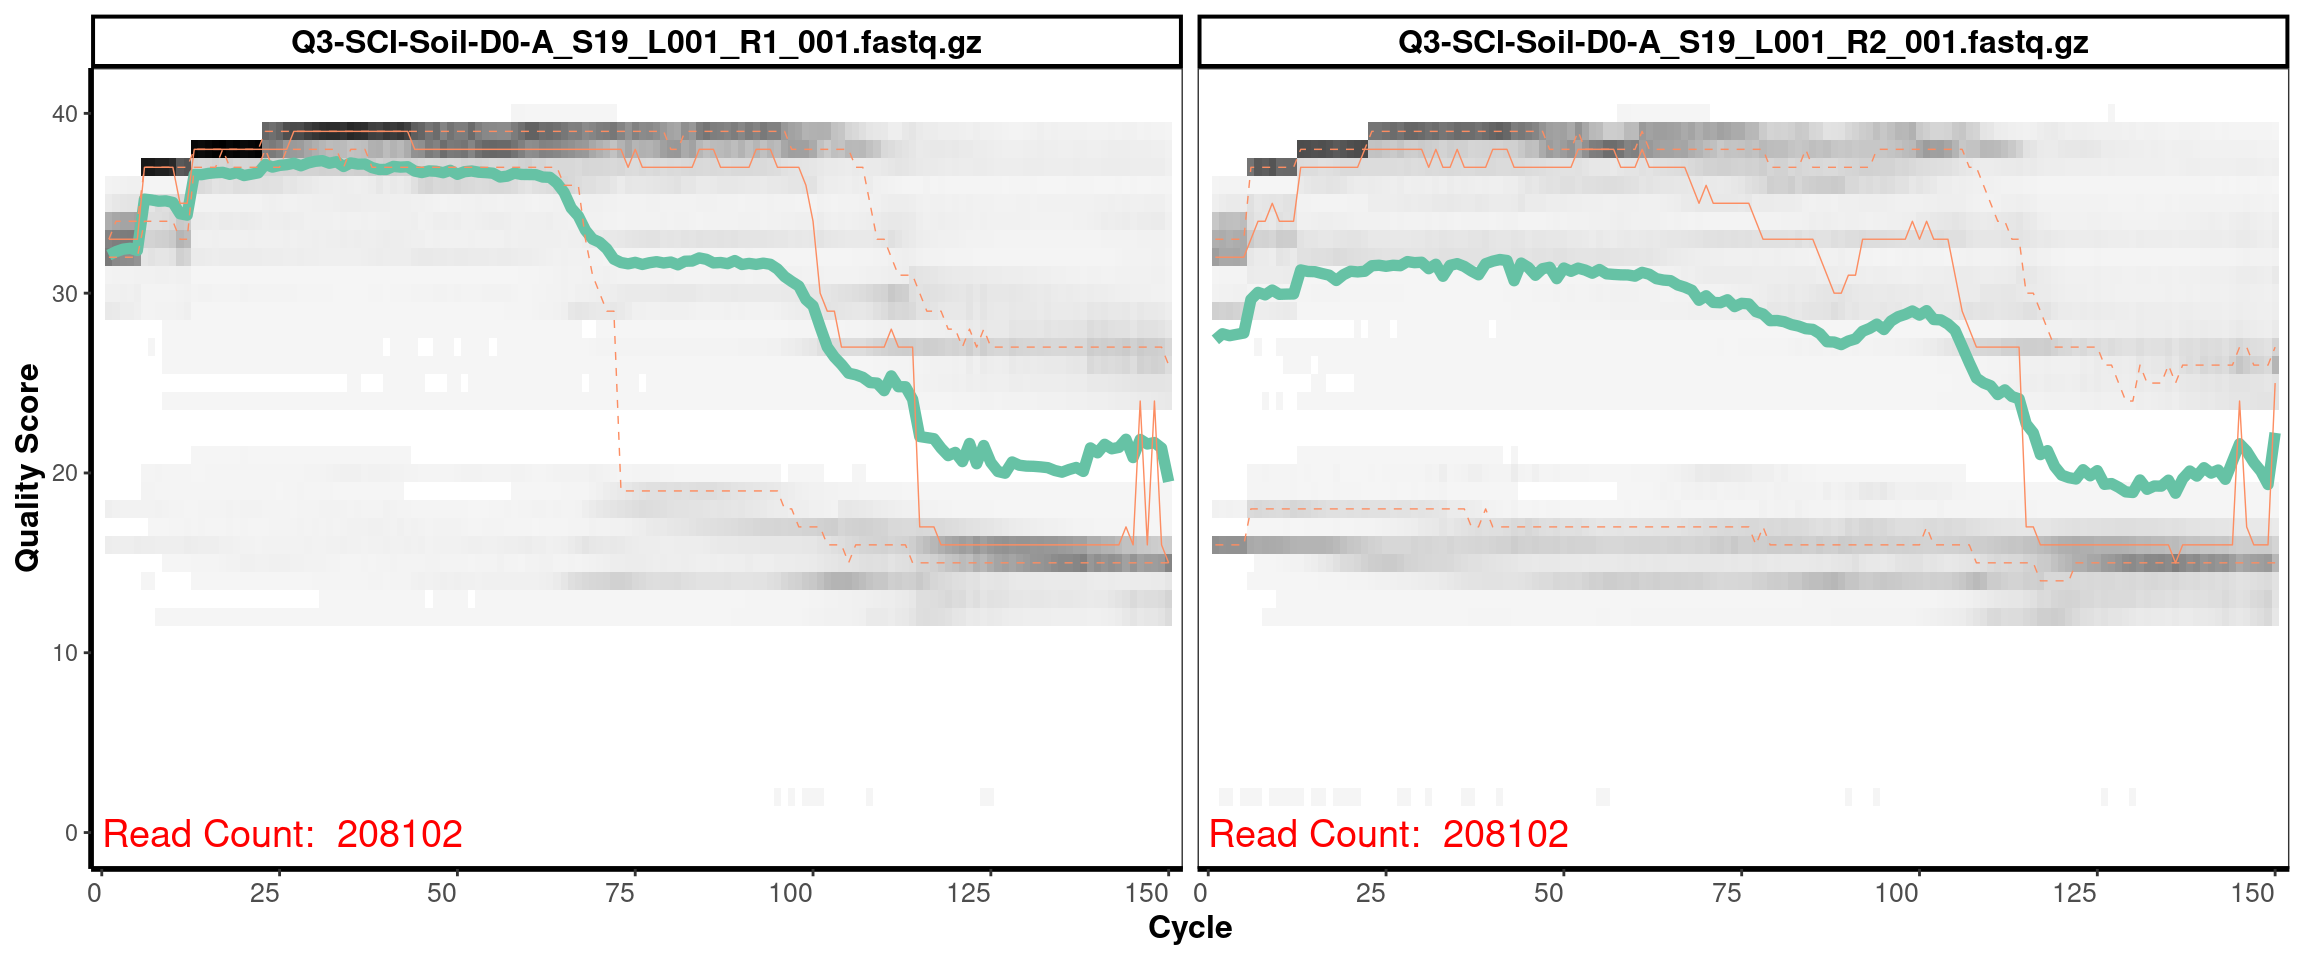 Q3-SCI-Soil-D0-A_S19_L001_R1_001.fastq.gz
Q3-SCI-Soil-D0-A_S19_L001_R2_001.fastq.gz
Quality Score
40
30
20
10
0
Read Count: 208102
Read Count: 208102
0 25 50 75 100 125 150
0 25 50 75 100 125 150
Cycle